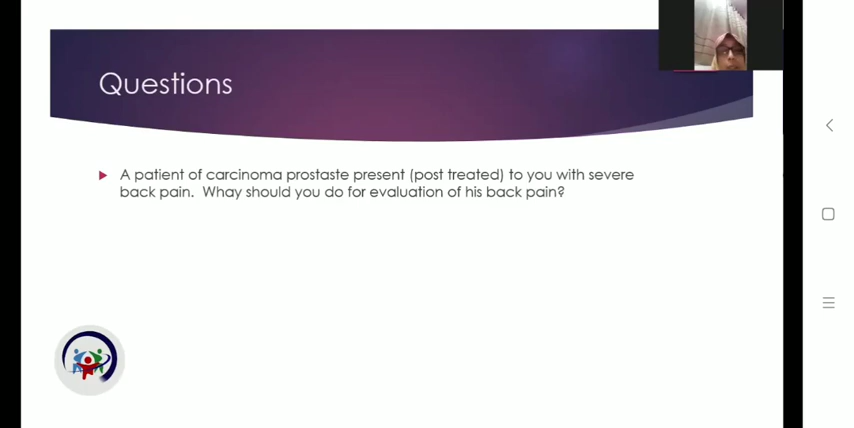 Questions
A patient of carcinoma prostaste present (post treated) to you with severe
back pain. Whay should you do for evaluation of his back pain?